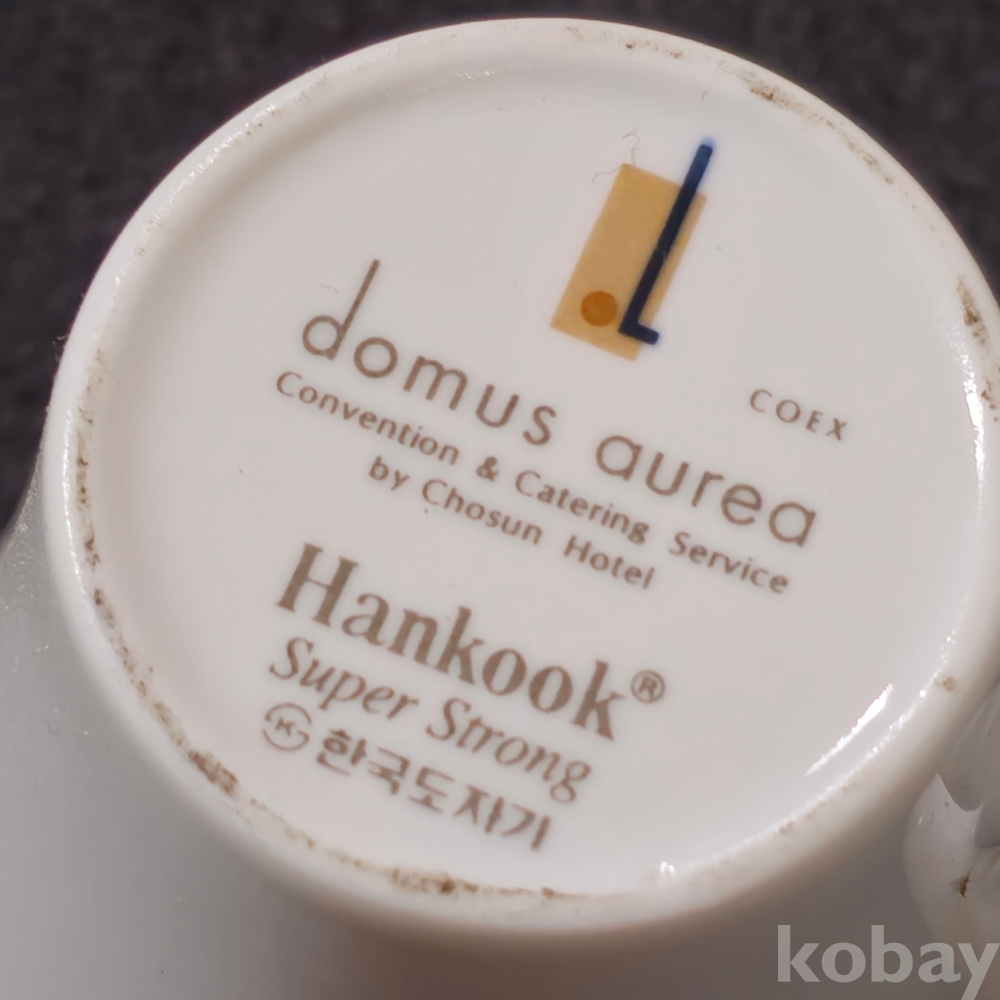 COEX
domus aurea
Convention & Catering Service
by Chosun Hotel
Hankook®
Super Strong
K 한국도자기
kobay